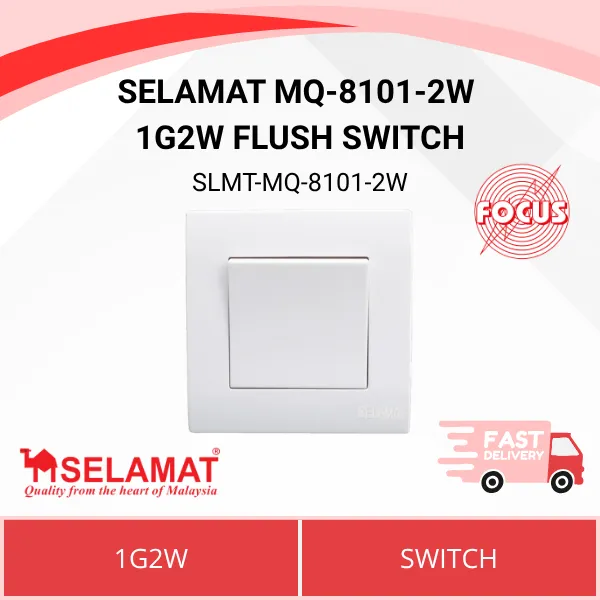 SELAMAT MQ-8101-2W
1G2W FLUSH SWITCH
SLMT-MQ-8101-2W
FOCUS
SELAMAT
SELAMAT®
Quality from the heart of Malaysia
FAST
DELIVERY
1G2W
SWITCH